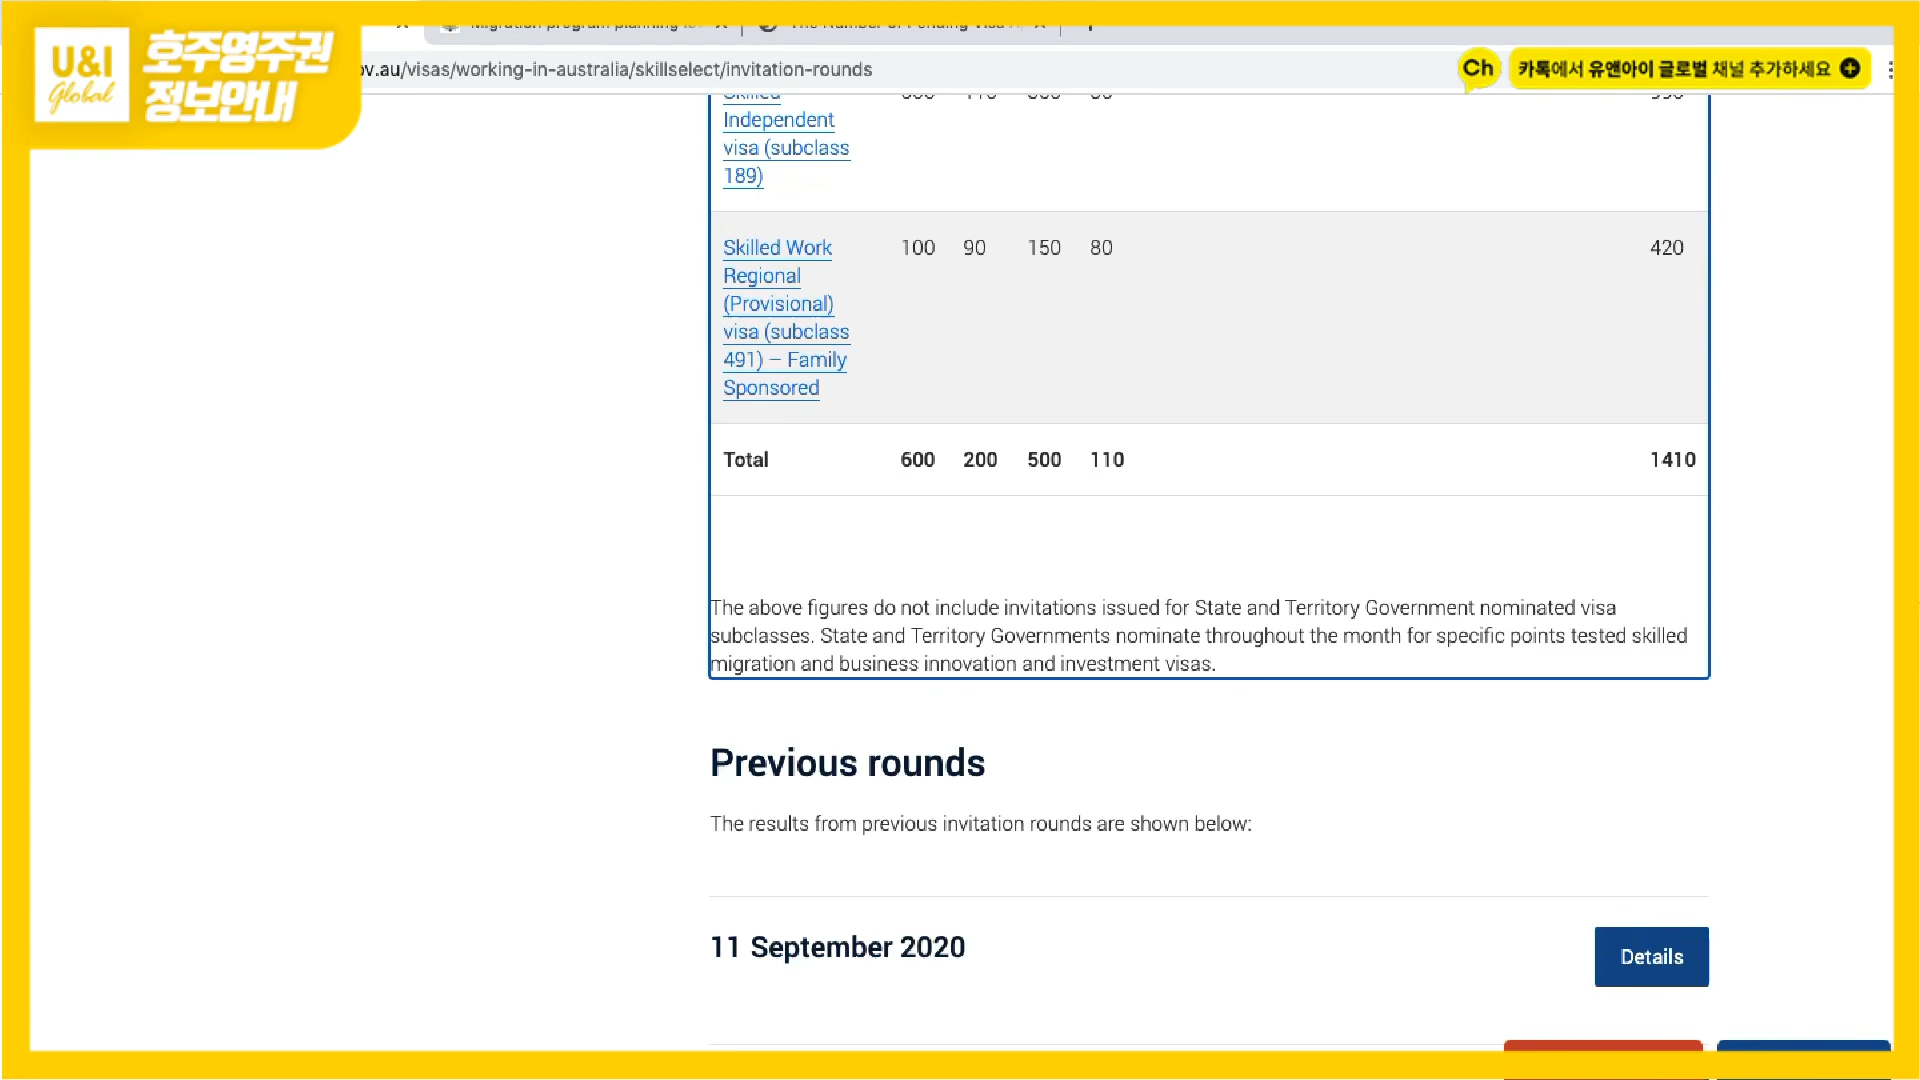 U&I
Global
호주영주권
정보안내
ov.au/visas/working-in-australia/skillselect/invitation-rounds
Ch
카톡에서 유앤아이 글로벌 채널 추가하세요
Independent
visa (subclass
189)
Skilled Work
Regional
(Provisional)
visa (subclass
491) – Family
Sponsored
100 90 150 80 420
Total 600 200 500 110 1410
The above figures do not include invitations issued for State and Territory Government nominated visa
subclasses. State and Territory Governments nominate throughout the month for specific points tested skilled
migration and business innovation and investment visas.
Previous rounds
The results from previous invitation rounds are shown below:
11 September 2020
Details